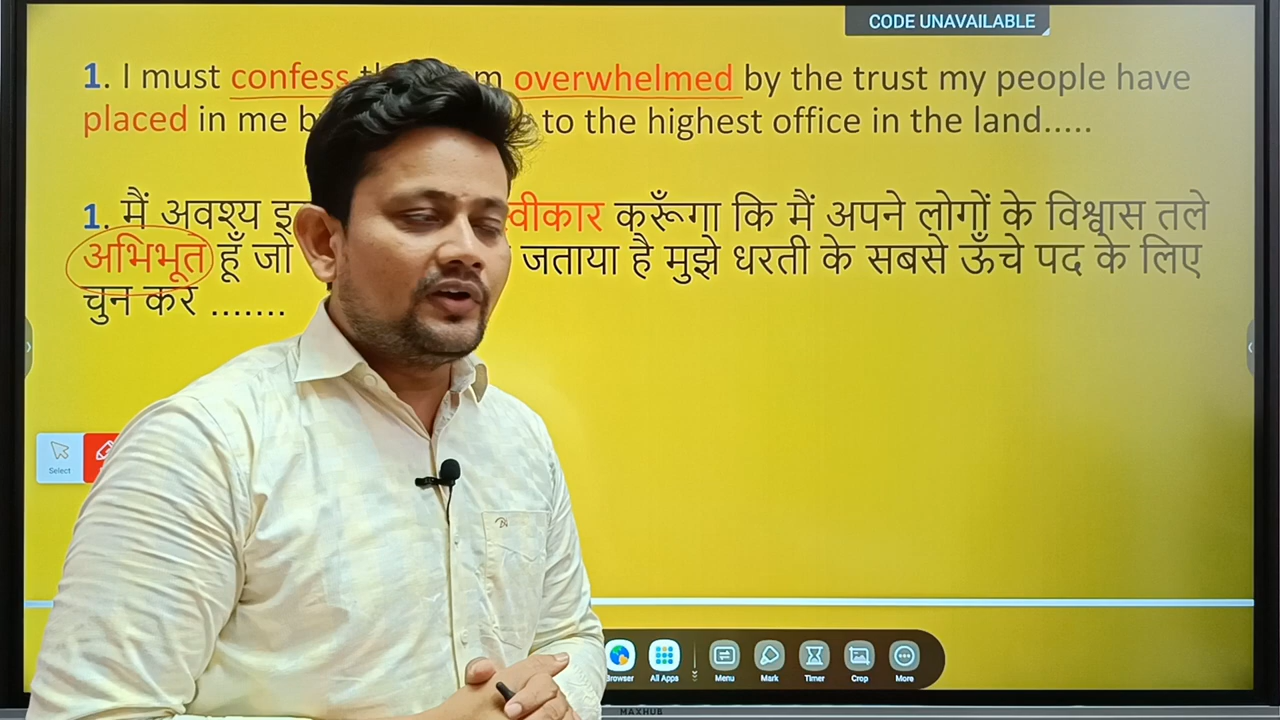 CODE UNAVAILABLE
1. I must confess overwhelmed by the trust my people have
placed in me to the highest office in the land.....
1. मैं अवश्य करूँगा कि मैं अपने लोगों के विश्वास तले
अभिभूत हूँ जो जताया है मुझे धरती के सबसे ऊँचे पद के लिए
चुन कर .......
Select
Browser All Apps Menu Mark Timer Crop More
MAXHUB